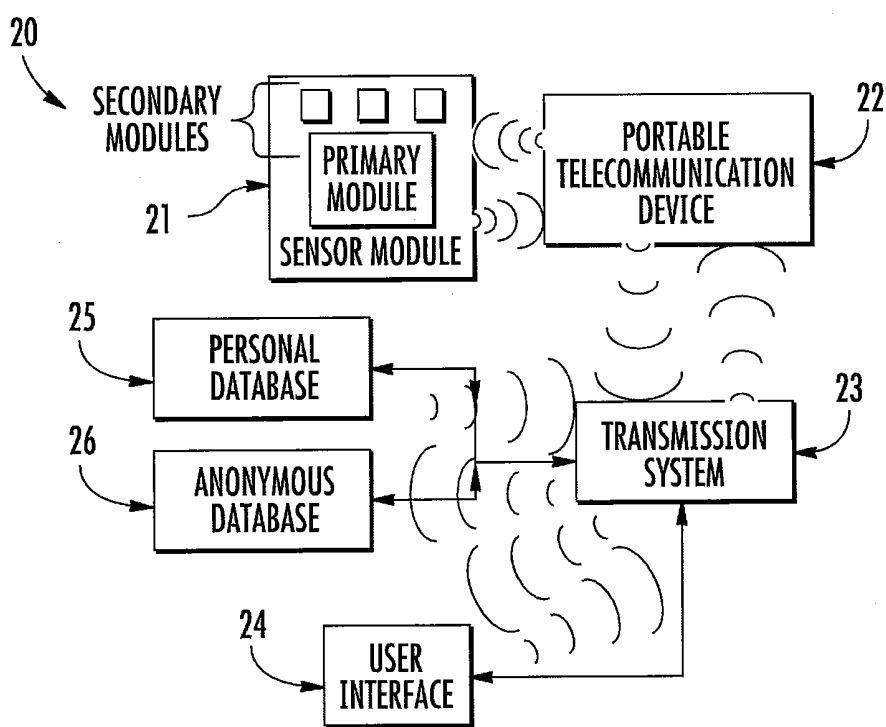 20
SECONDARY
MODULES
PRIMARY
MODULE
SENSOR MODULE
21
PORTABLE
TELECOMMUNICATION
DEVICE
22
25
PERSONAL
DATABASE
26
ANONYMOUS
DATABASE
TRANSMISSION
SYSTEM
23
24
USER
INTERFACE